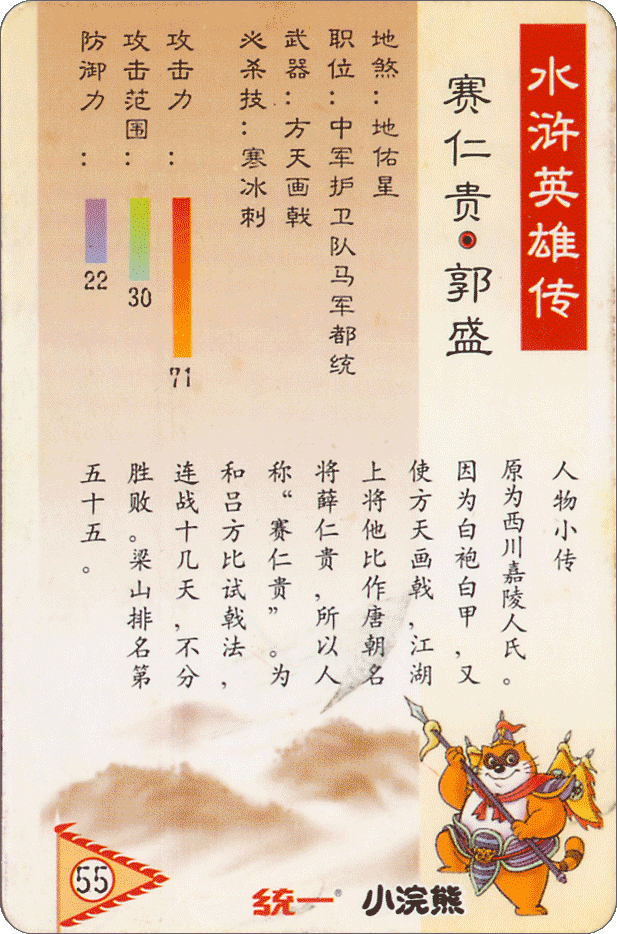 水浒英雄传
赛仁贵·郭盛
地煞：地佑星
职位：中军护卫队马军都统
武器：方天画戟
必杀技：寒冰刺
攻击力：
71
攻击范围：
30
防御力：
22
人物小传
原为西川嘉陵人氏。
因为白袍白甲，又
使方天画戟，江湖
上将他比作唐朝名
将薛仁贵，所以人
称“赛仁贵”。为
和吕方比试戟法，
连战十几天，不分
胜败。梁山排名第
五十五。
55
统一® 小浣熊